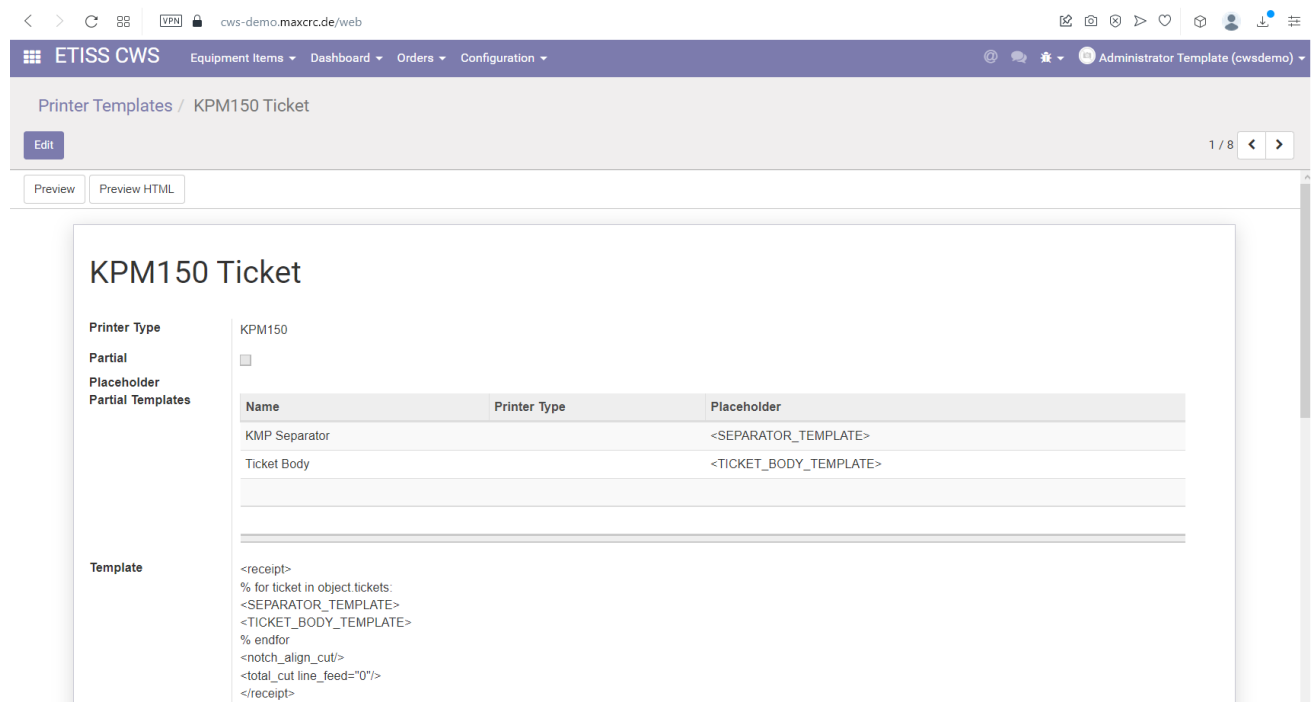 VPN cws-demo.maxcrc.de/web
ETISS CWS Equipment Items Dashboard Orders Configuration @ Administrator Template (cwsdemo)
Printer Templates / KPM150 Ticket
Edit 1 / 8
Preview Preview HTML
KPM150 Ticket
Printer Type KPM150
Partial
Placeholder
Partial Templates
Name Printer Type Placeholder
KMP Separator <SEPARATOR_TEMPLATE>
Ticket Body <TICKET_BODY_TEMPLATE>
Template <receipt>
% for ticket in object.tickets:
<SEPARATOR_TEMPLATE>
<TICKET_BODY_TEMPLATE>
% endfor
<notch_align_cut/>
<total_cut line_feed="0"/>
</receipt>